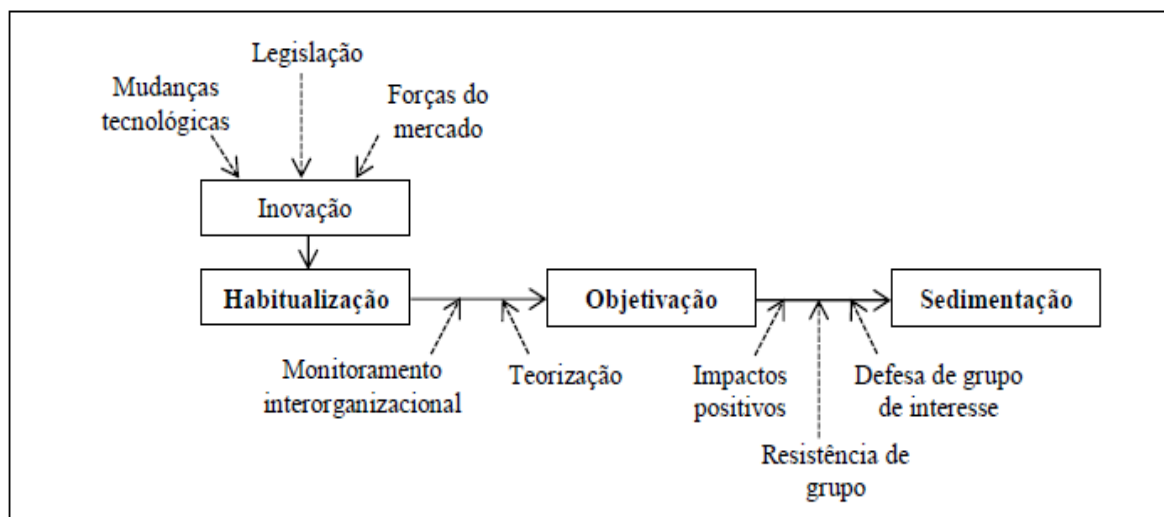 Legislação
Mudanças
tecnológicas
Forças do
mercado
Inovação
Habitualização
Objetivação
Sedimentação
Monitoramento
interorganizacional
Teorização
Impactos
positivos
Defesa de grupo
de interesse
Resistência de
grupo